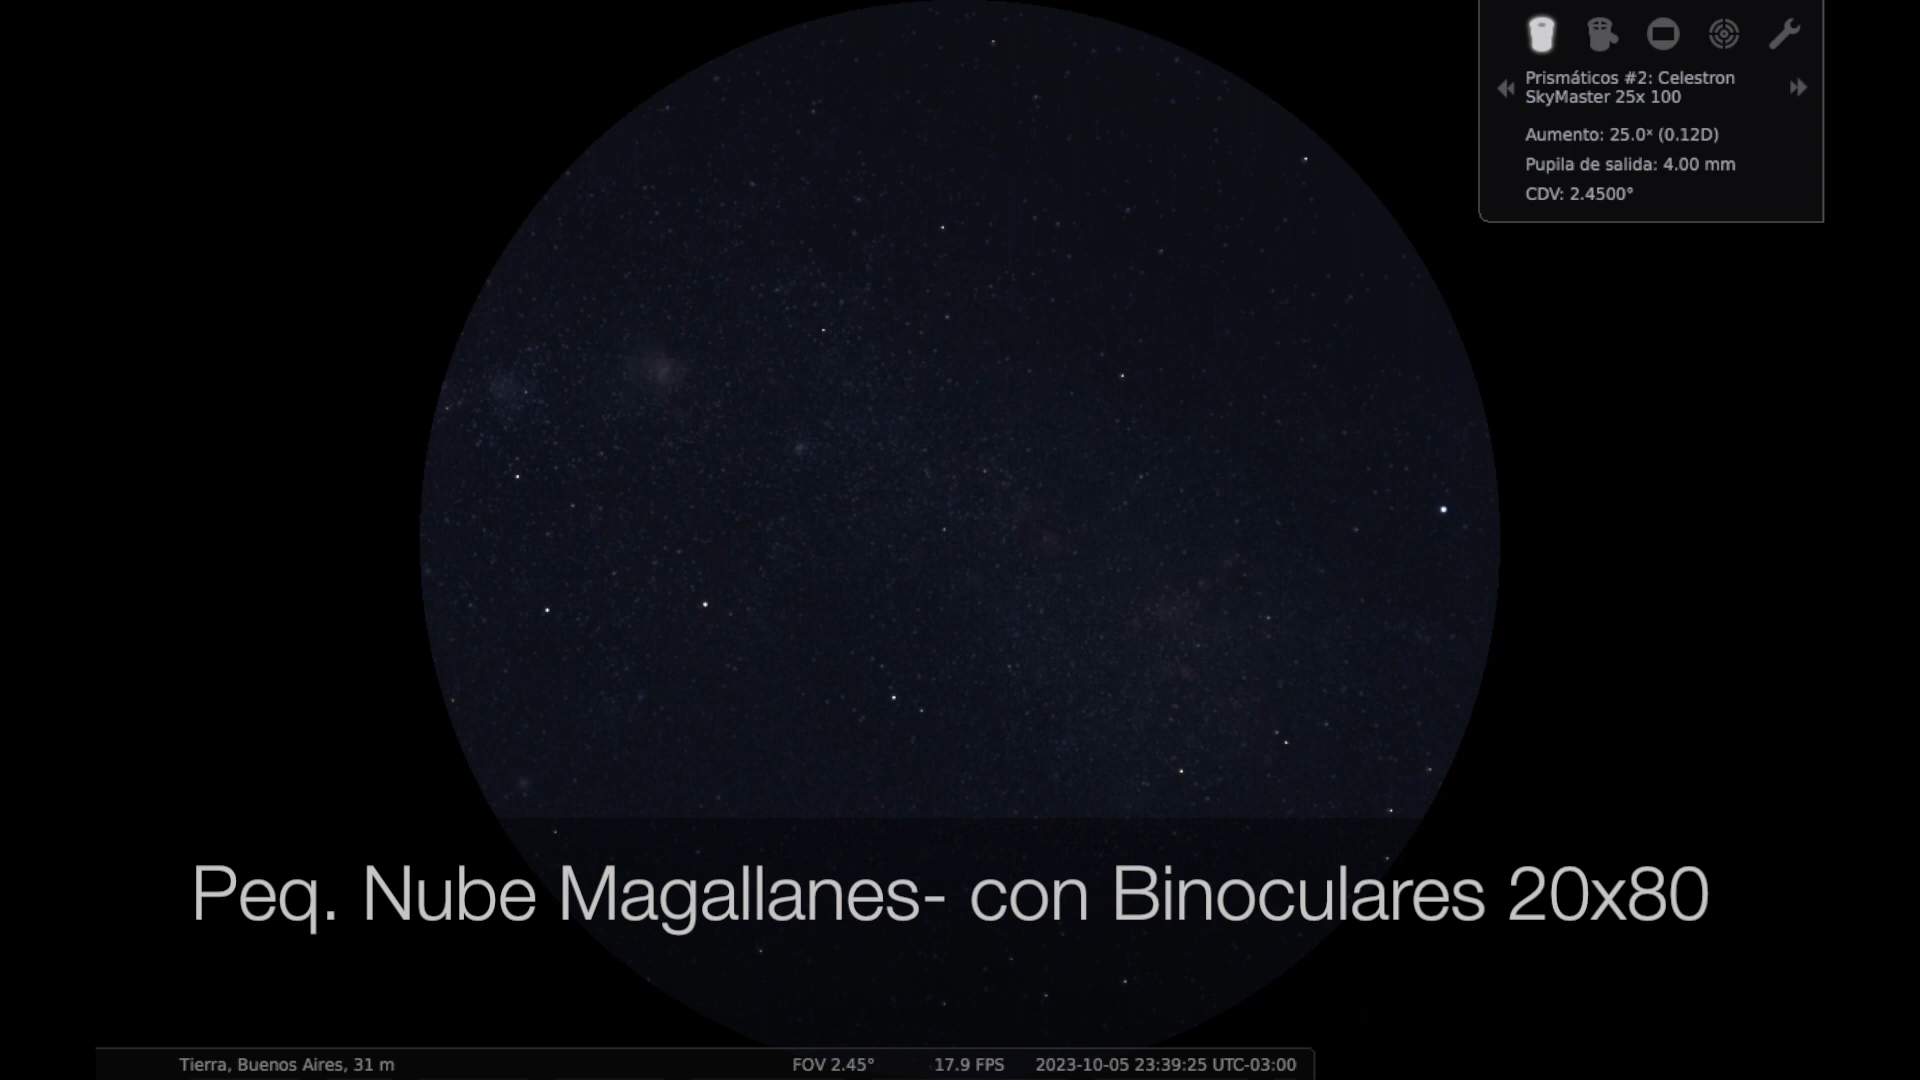 Prismáticos #2: Celestron
SkyMaster 25x 100
Aumento: 25.0ˣ (0.12D)
Pupila de salida: 4.00 mm
CDV: 2.4500°
Peq. Nube Magallanes- con Binoculares 20x80
Tierra, Buenos Aires, 31 m FOV 2.45° 17.9 FPS 2023-10-05 23:39:25 UTC-03:00